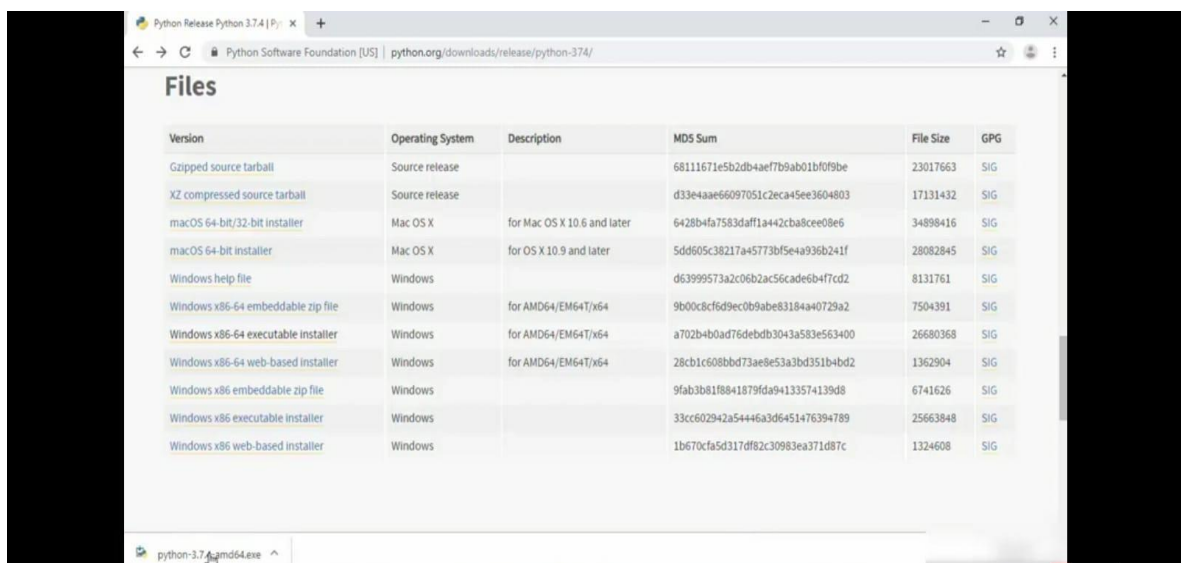 Python Release Python 3.7.4 | Py
Python Software Foundation [US] | python.org/downloads/release/python-374/
Files
Version Operating System Description MD5 Sum File Size GPG
Gzipped source tarball Source release 68111671e5b2db4aef7b9ab01bf0f9be 23017663 SIG
XZ compressed source tarball Source release d33e4aae66097051c2eca45ee3604803 17131432 SIG
macOS 64-bit/32-bit installer Mac OS X for Mac OS X 10.6 and later 6428b4fa7583daff1a442cba8cee08e6 34898416 SIG
macOS 64-bit installer Mac OS X for OS X 10.9 and later 5dd605c38217a45773bf5e4a936b241f 28082845 SIG
Windows help file Windows d63999573a2c06b2ac56cade6b4f7cd2 8131761 SIG
Windows x86-64 embeddable zip file Windows for AMD64/EM64T/x64 9b00c8cf6d9ec0b9abe83184a40729a2 7504391 SIG
Windows x86-64 executable installer Windows for AMD64/EM64T/x64 a702b4b0ad76debdb3043a583e563400 26680368 SIG
Windows x86-64 web-based installer Windows for AMD64/EM64T/x64 28cb1c608bbd73ae8e53a3bd351b4bd2 1362904 SIG
Windows x86 embeddable zip file Windows 9fab3b81f8841879fda94133574139d8 6741626 SIG
Windows x86 executable installer Windows 33cc602942a54446a3d6451476394789 25663848 SIG
Windows x86 web-based installer Windows 1b670cfa5d317df82c30983ea371d87c 1324608 SIG
python-3.7.4-amd64.exe